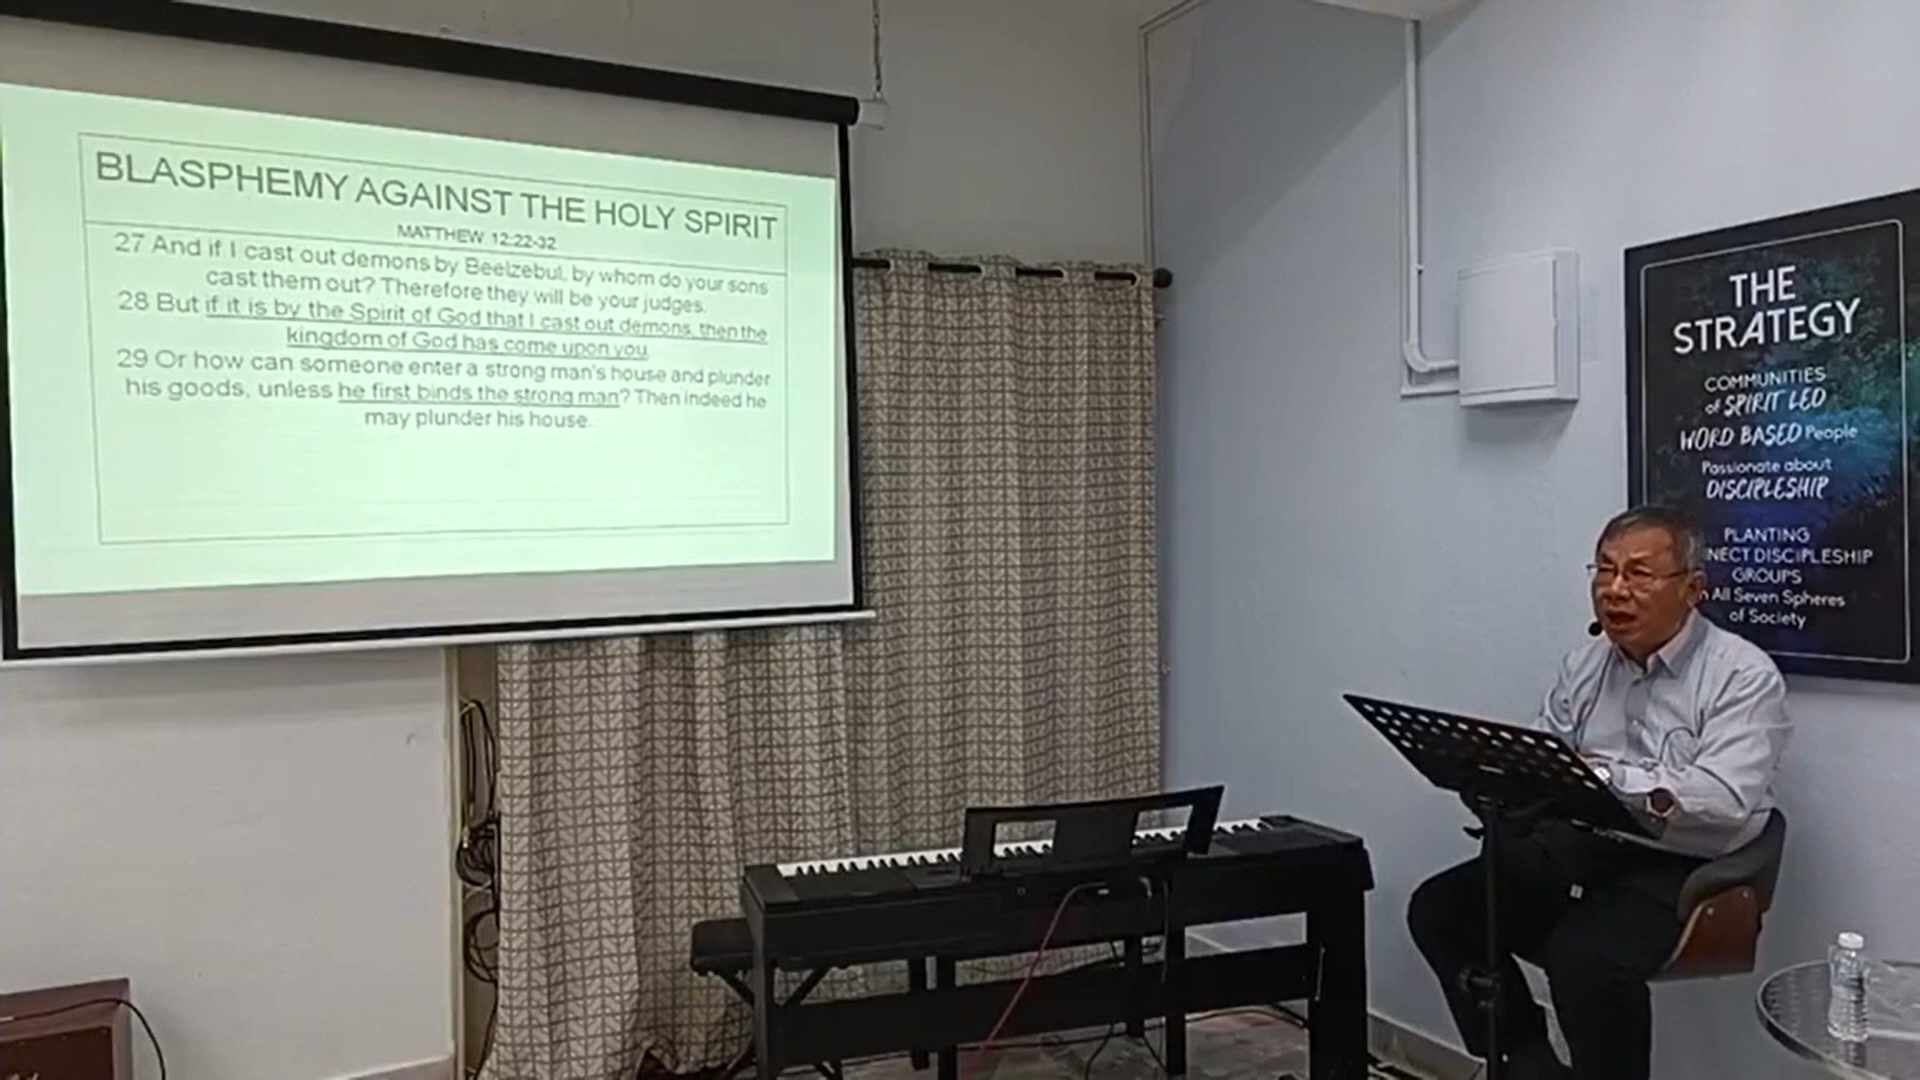 BLASPHEMY AGAINST THE HOLY SPIRIT
MATTHEW 12:22-32
27 And if I cast out demons by Beelzebul, by whom do your sons
cast them out? Therefore they will be your judges.
28 But if it is by the Spirit of God that I cast out demons, then the
kingdom of God has come upon you.
29 Or how can someone enter a strong man's house and plunder
his goods, unless he first binds the strong man? Then indeed he
may plunder his house.
THE
STRATEGY
COMMUNITIES
of SPIRIT LED
WORD BASED People
Passionate about
DISCIPLESHIP
PLANTING
NECT DISCIPLESHIP
GROUPS
All Seven Spheres
of Society